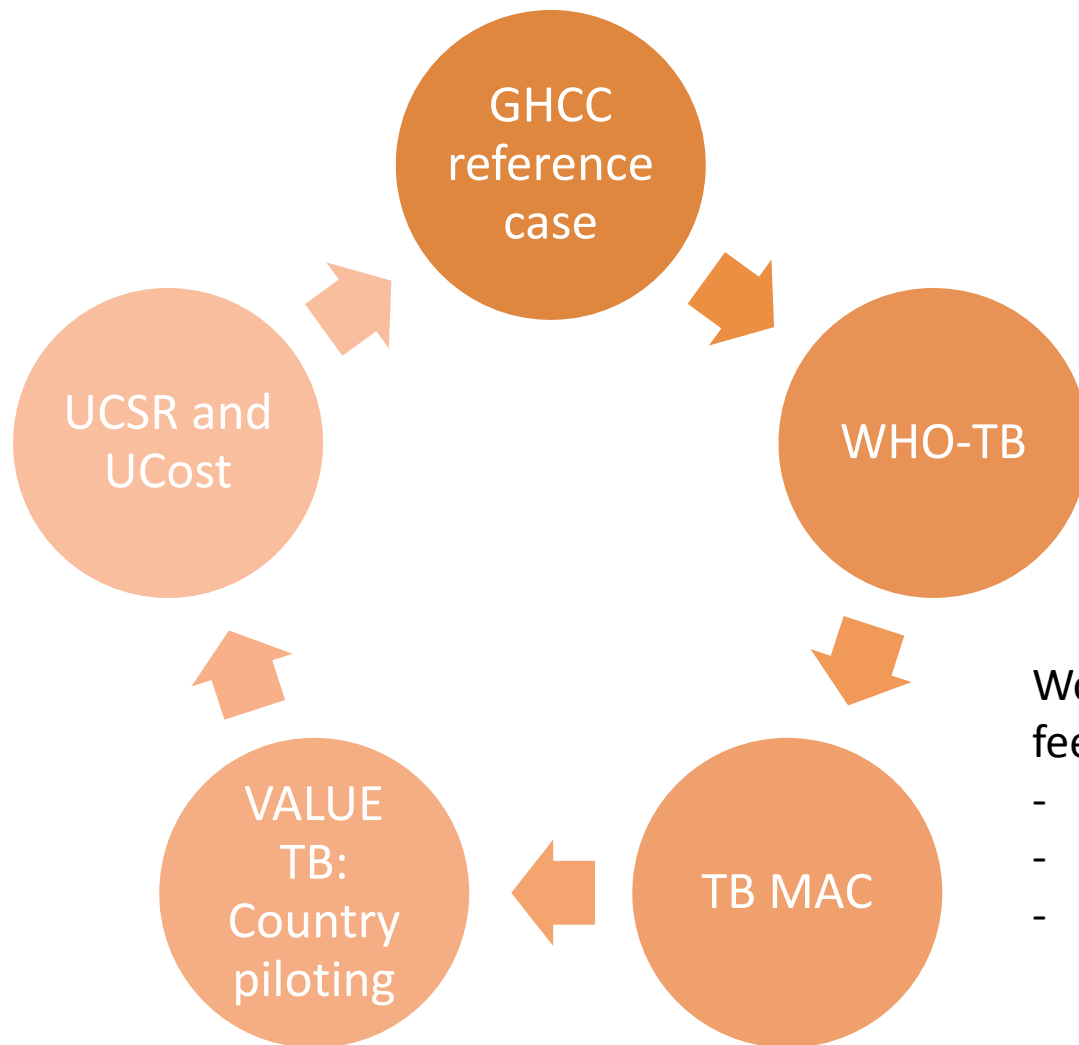 GHCC
reference
case
WHO-TB
TB MAC
VALUE
TB:
Country
piloting
UCSR and
UCost
-
-
-